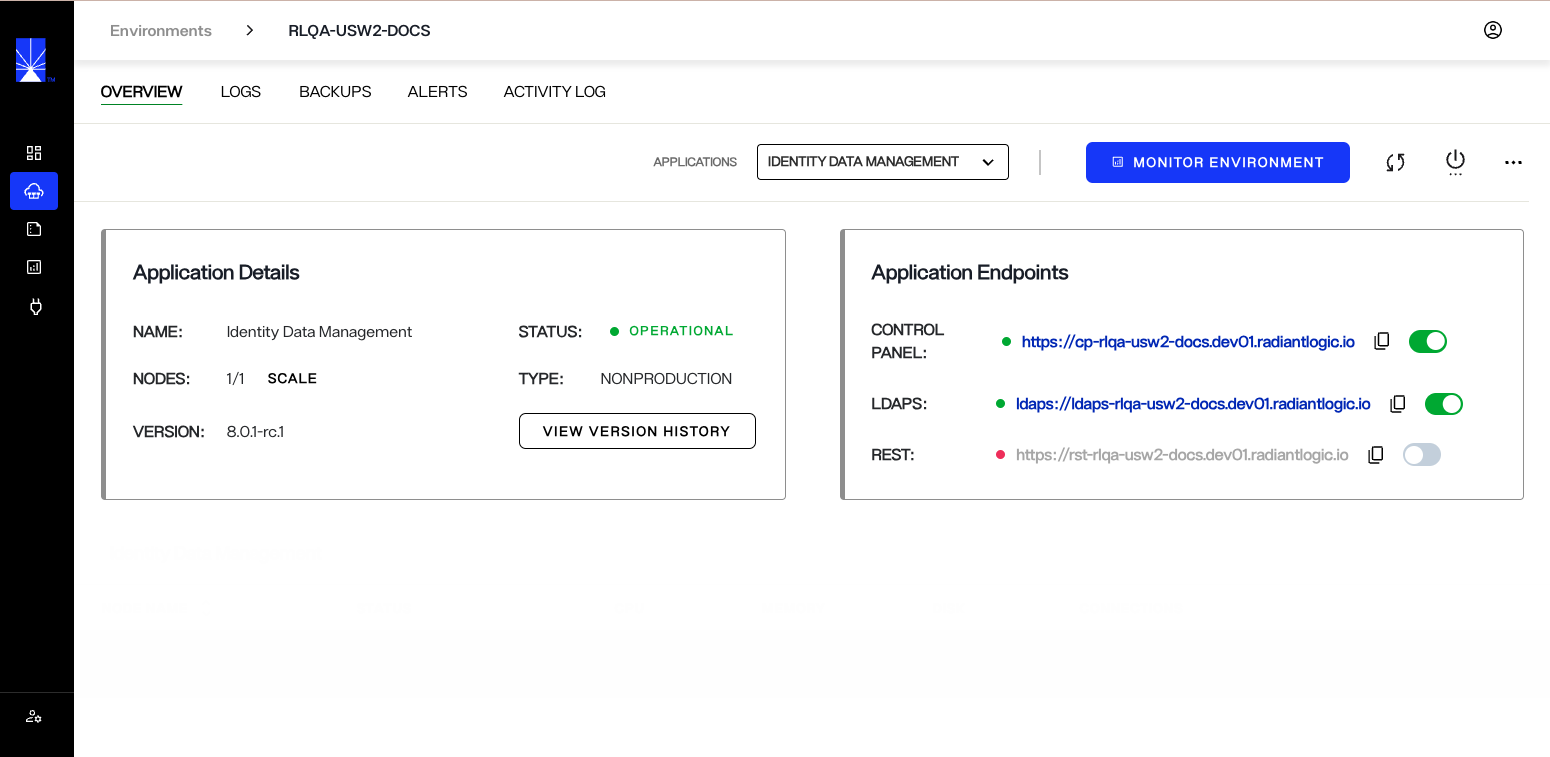 Environments > RLQA-USW2-DOCS
TM
OVERVIEW LOGS BACKUPS ALERTS ACTIVITY LOG
APPLICATIONS IDENTITY DATA MANAGEMENT MONITOR ENVIRONMENT
Application Details
NAME: Identity Data Management STATUS: OPERATIONAL
NODES: 1/1 SCALE TYPE: NONPRODUCTION
VERSION: 8.0.1-rc.1 VIEW VERSION HISTORY
Application Endpoints
CONTROL
PANEL: https://cp-rlqa-usw2-docs.dev01.radiantlogic.io
LDAPS: ldaps://ldaps-rlqa-usw2-docs.dev01.radiantlogic.io
REST: https://rst-rlqa-usw2-docs.dev01.radiantlogic.io